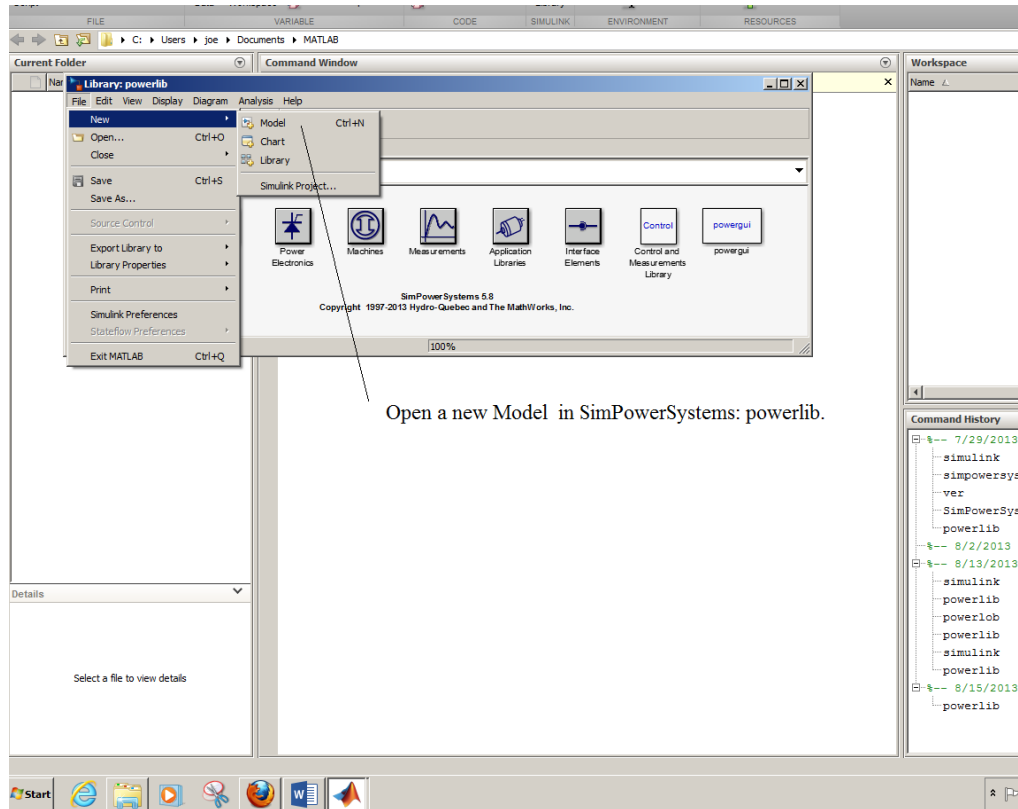 FILE VARIABLE CODE SIMULINK ENVIRONMENT RESOURCES
C: Users joe Documents MATLAB
Current Folder
Command Window
Workspace
Name
Library: powerlib
File Edit View Display Diagram Analysis Help
New
Open... Ctrl+O
Close
Save Ctrl+S
Save As...
Source Control
Export Library to
Library Properties
Print
Simulink Preferences
Stateflow Preferences
Exit MATLAB Ctrl+Q
Model Ctrl+N
Chart
Library
Simulink Project...
Power Electronics
Machines
Measurements
Application Libraries
Interface Elements
Control
Control and Measurements Library
powergui
powergui
SimPowerSystems 5.8
Copyright 1997-2013 Hydro-Quebec and The MathWorks, Inc.
100%
Open a new Model in SimPowerSystems: powerlib.
Command History
%-- 7/29/2013
simulink
simpowersys
ver
SimPowerSys
powerlib
%-- 8/2/2013
%-- 8/13/2013
simulink
powerlib
powerlob
powerlib
simulink
powerlib
%-- 8/15/2013
powerlib
Details
Select a file to view details
Start